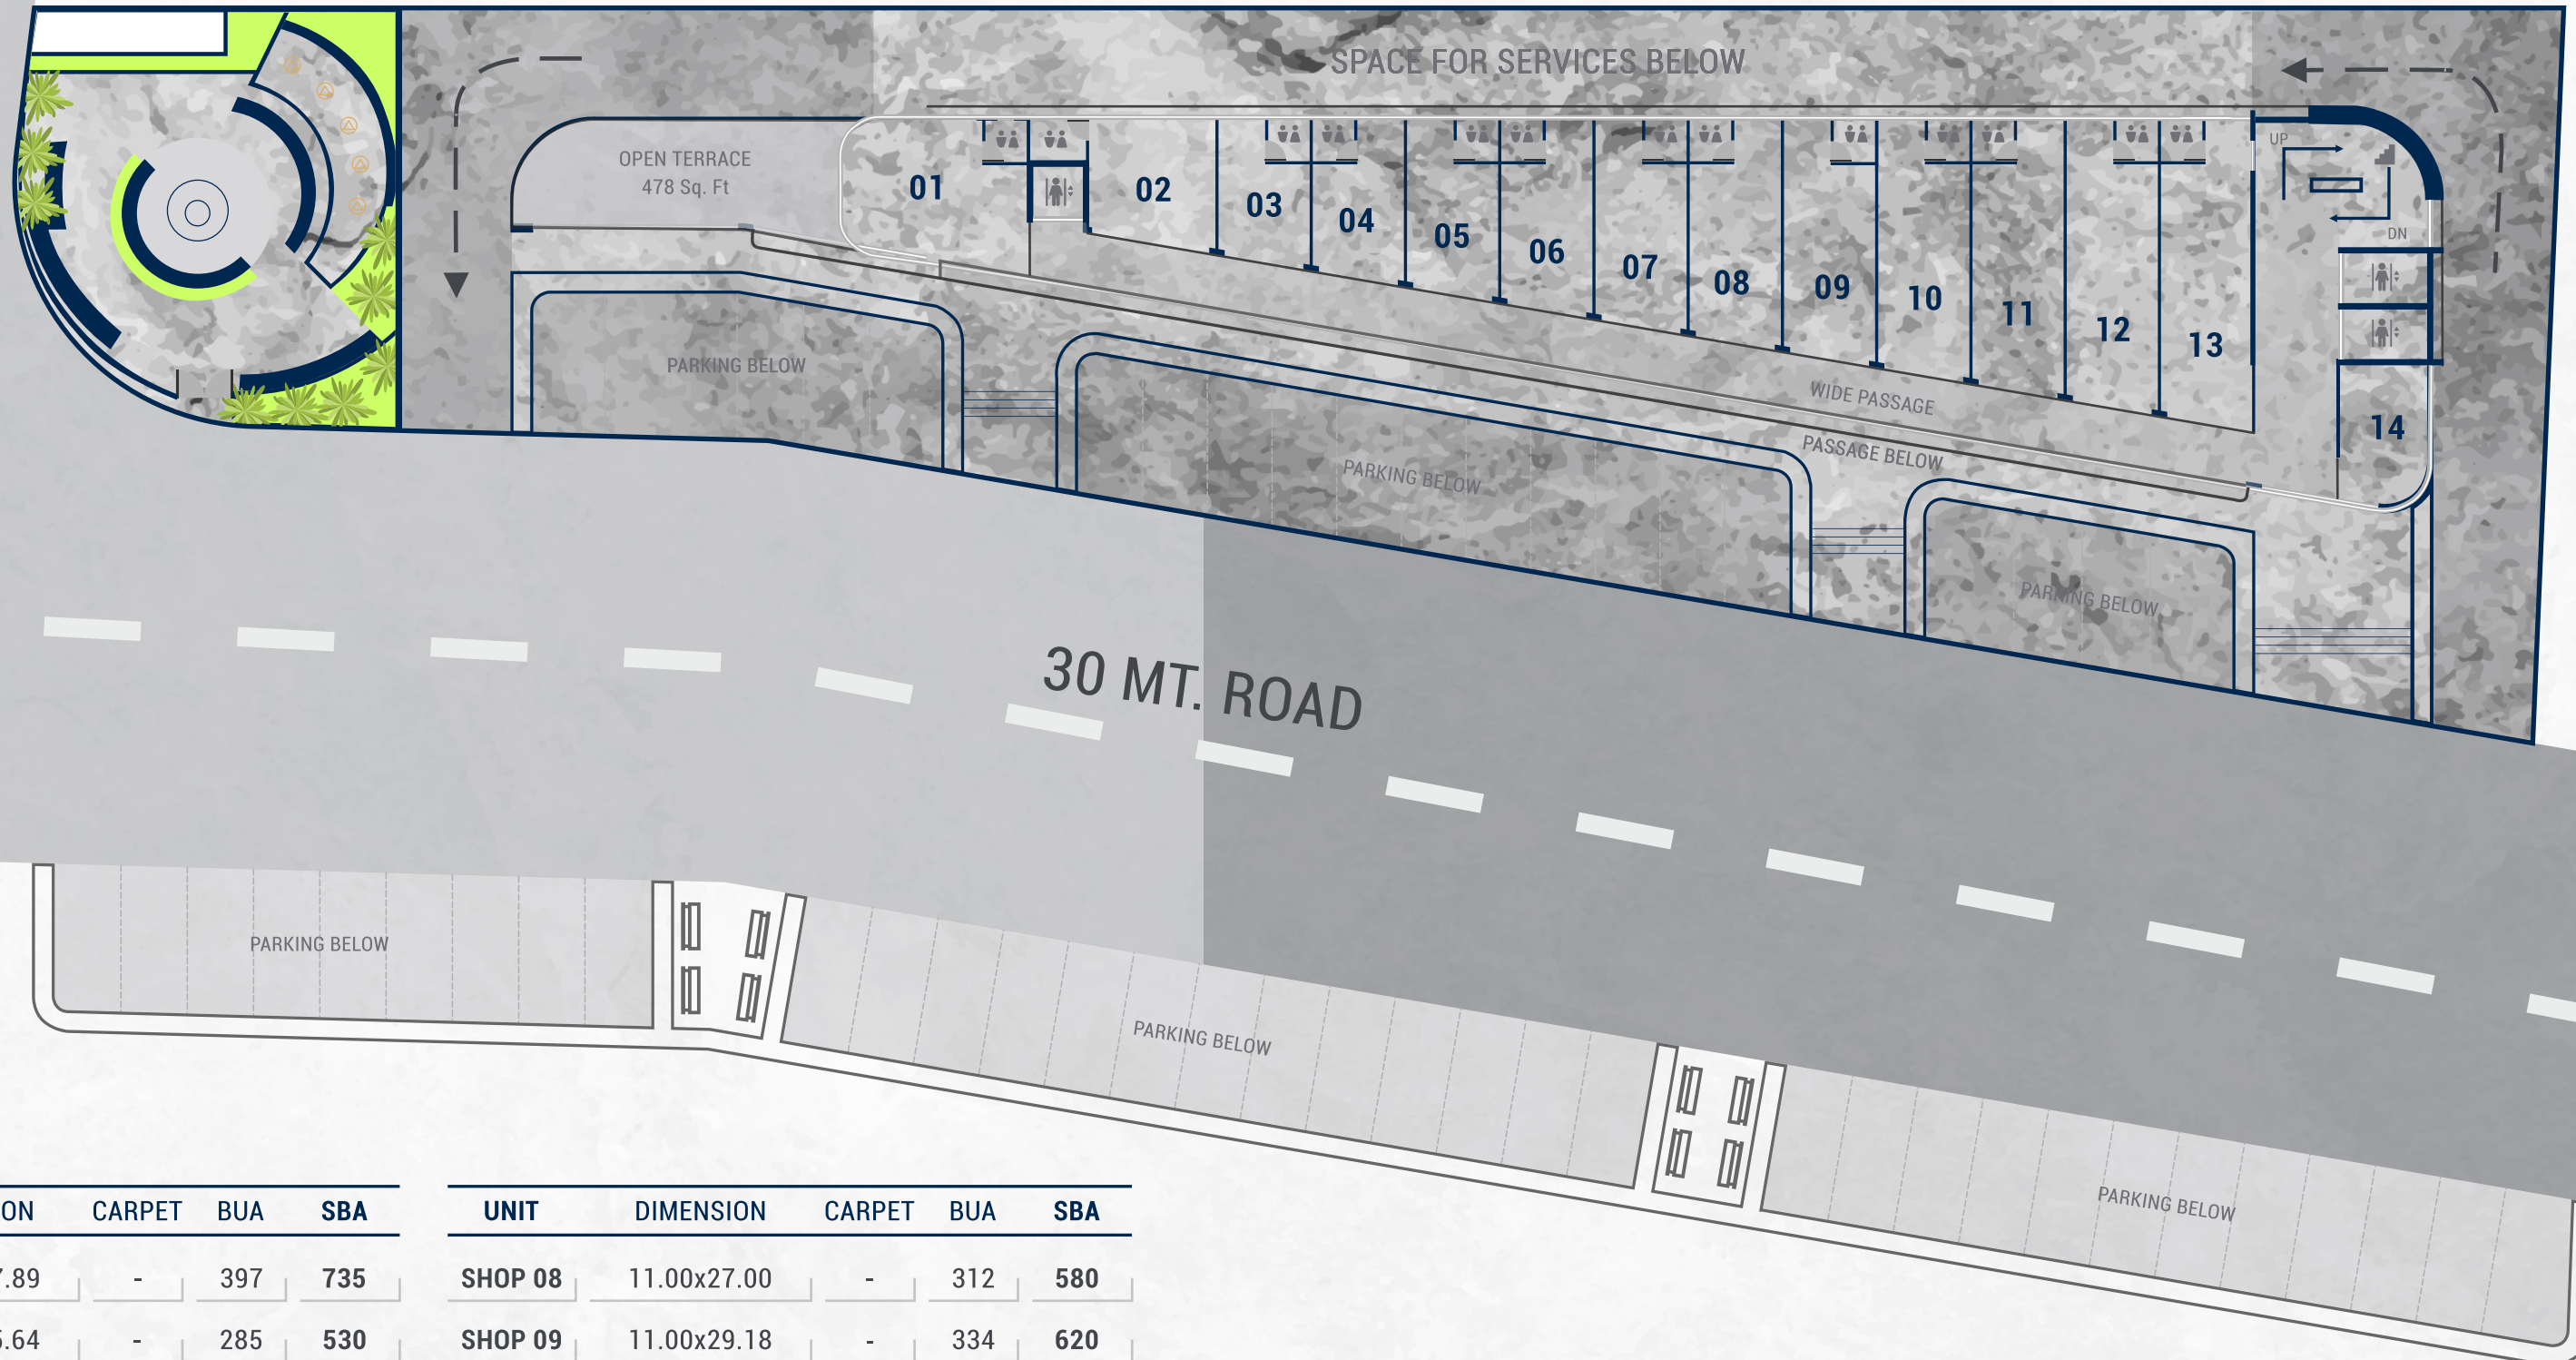 SPACE FOR SERVICES BELOW
OPEN TERRACE
478 Sq. Ft
01
02
03
04
05
06
07
08
09
10
11
12
13
14
UP
DN
PARKING BELOW
WIDE PASSAGE
PASSAGE BELOW
PARKING BELOW
PARKING BELOW
30 MT. ROAD
PARKING BELOW
PARKING BELOW
PARKING BELOW
ON CARPET BUA SBA
.89 - 397 735
.64 - 285 530
UNIT DIMENSION CARPET BUA SBA
SHOP 08 11.00x27.00 - 312 580
SHOP 09 11.00x29.18 - 334 620